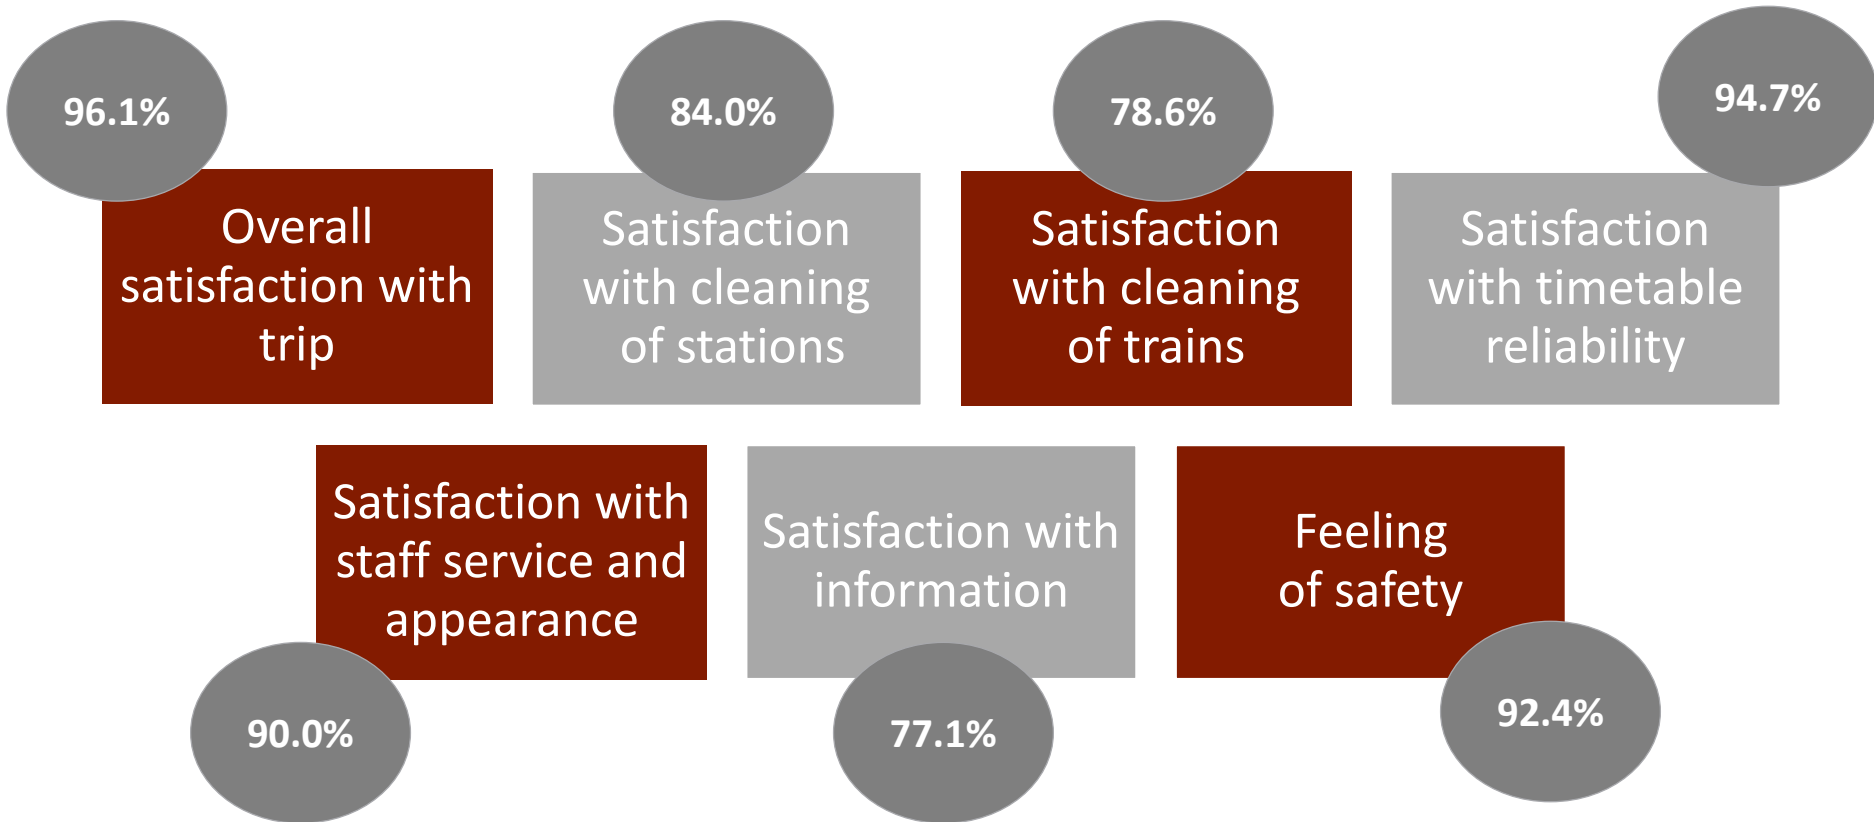 96.1%
Overall
satisfaction with
trip
84.0%
Satisfaction
with cleaning
of stations
78.6%
Satisfaction
with cleaning
of trains
94.7%
Satisfaction
with timetable
reliability
Satisfaction with
staff service and
appearance
90.0%
Satisfaction with
information
77.1%
Feeling
of safety
92.4%